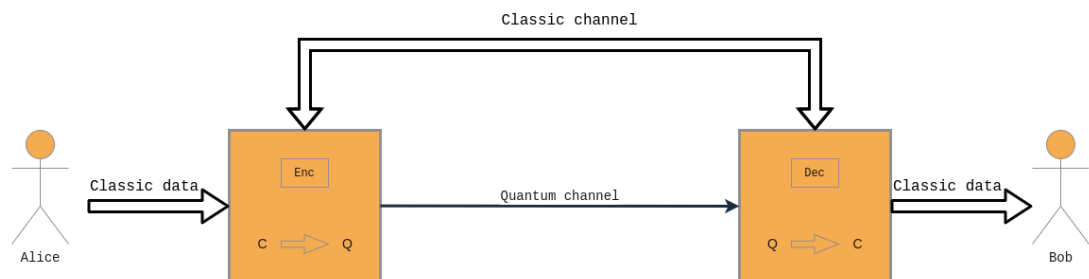 Classic channel
Enc
Dec
Classic data
Quantum channel
Classic data
C
Q
Q
C
Alice
Bob